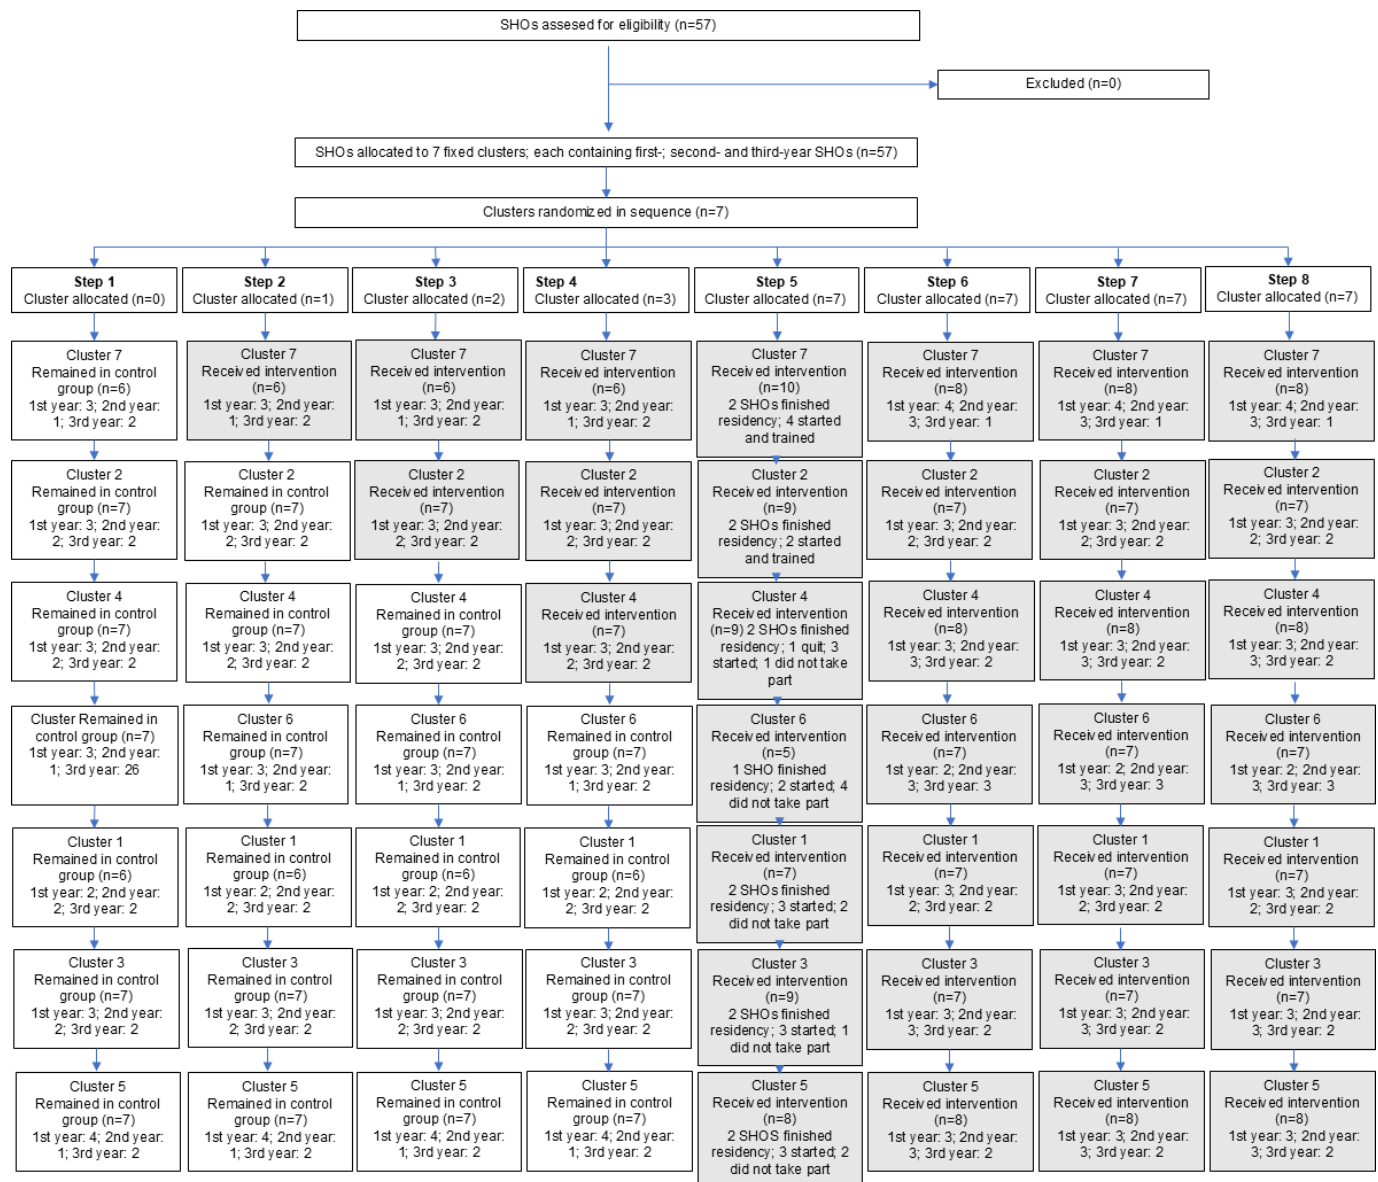 SHOs assesed for eligibility (n=57)
Excluded (n=0)
SHOs allocated to 7 fixed clusters; each containing first-; second- and third-year SHOs (n=57)
Clusters randomized in sequence (n=7)
Step 1
Cluster allocated (n=0)
Step 2
Cluster allocated (n=1)
Step 3
Cluster allocated (n=2)
Step 4
Cluster allocated (n=3)
Step 5
Cluster allocated (n=7)
Step 6
Cluster allocated (n=7)
Step 7
Cluster allocated (n=7)
Step 8
Cluster allocated (n=7)
Cluster 7
Remained in control
group (n=6)
1st year: 3; 2nd year:
1; 3rd year: 2
Cluster 7
Received intervention
(n=6)
1st year: 3; 2nd year:
1; 3rd year: 2
Cluster 7
Received intervention
(n=6)
1st year: 3; 2nd year:
1; 3rd year: 2
Cluster 7
Received intervention
(n=6)
1st year: 3; 2nd year:
1; 3rd year: 2
Cluster 7
Received intervention
(n=10)
2 SHOs finished
residency; 4 started
and trained
Cluster 7
Received intervention
(n=8)
1st year: 4; 2nd year:
3; 3rd year: 1
Cluster 7
Received intervention
(n=8)
1st year: 4; 2nd year:
3; 3rd year: 1
Cluster 7
Received intervention
(n=8)
1st year: 4; 2nd year:
3; 3rd year: 1
Cluster 2
Remained in control
group (n=7)
1st year: 3; 2nd year:
2; 3rd year: 2
Cluster 2
Remained in control
group (n=7)
1st year: 3; 2nd year:
2; 3rd year: 2
Cluster 2
Received intervention
(n=7)
1st year: 3; 2nd year:
2; 3rd year: 2
Cluster 2
Received intervention
(n=7)
1st year: 3; 2nd year:
2; 3rd year: 2
Cluster 2
Received intervention
(n=9)
2 SHOs finished
residency; 2 started
and trained
Cluster 2
Received intervention
(n=7)
1st year: 3; 2nd year:
2; 3rd year: 2
Cluster 2
Received intervention
(n=7)
1st year: 3; 2nd year:
2; 3rd year: 2
Cluster 2
Received intervention
(n=7)
1st year: 3; 2nd year:
2; 3rd year: 2
Cluster 4
Remained in control
group (n=7)
1st year: 3; 2nd year:
2; 3rd year: 2
Cluster 4
Remained in control
group (n=7)
1st year: 3; 2nd year:
2; 3rd year: 2
Cluster 4
Remained in control
group (n=7)
1st year: 3; 2nd year:
2; 3rd year: 2
Cluster 4
Received intervention
(n=7)
1st year: 3; 2nd year:
2; 3rd year: 2
Cluster 4
Received intervention
(n=9) 2 SHOs finished
residency; 1 quit; 3
started; 1 did not take
part
Cluster 4
Received intervention
(n=8)
1st year: 3; 2nd year:
3; 3rd year: 2
Cluster 4
Received intervention
(n=8)
1st year: 3; 2nd year:
3; 3rd year: 2
Cluster 4
Received intervention
(n=8)
1st year: 3; 2nd year:
3; 3rd year: 2
Cluster Remained in
control group (n=7)
1st year: 3; 2nd year:
1; 3rd year: 26
Cluster 6
Remained in control
group (n=7)
1st year: 3; 2nd year:
1; 3rd year: 2
Cluster 6
Remained in control
group (n=7)
1st year: 3; 2nd year:
1; 3rd year: 2
Cluster 6
Remained in control
group (n=7)
1st year: 3; 2nd year:
1; 3rd year: 2
Cluster 6
Received intervention
(n=5)
1 SHO finished
residency; 2 started; 4
did not take part
Cluster 6
Received intervention
(n=7)
1st year: 2; 2nd year:
3; 3rd year: 3
Cluster 6
Received intervention
(n=7)
1st year: 2; 2nd year:
3; 3rd year: 3
Cluster 6
Received intervention
(n=7)
1st year: 2; 2nd year:
3; 3rd year: 3
Cluster 1
Remained in control
group (n=6)
1st year: 2; 2nd year:
2; 3rd year: 2
Cluster 1
Remained in control
group (n=6)
1st year: 2; 2nd year:
2; 3rd year: 2
Cluster 1
Remained in control
group (n=6)
1st year: 2; 2nd year:
2; 3rd year: 2
Cluster 1
Remained in control
group (n=6)
1st year: 2; 2nd year:
2; 3rd year: 2
Cluster 1
Received intervention
(n=7)
2 SHOs finished
residency; 3 started; 2
did not take part
Cluster 1
Received intervention
(n=7)
1st year: 3; 2nd year:
2; 3rd year: 2
Cluster 1
Received intervention
(n=7)
1st year: 3; 2nd year:
2; 3rd year: 2
Cluster 1
Received intervention
(n=7)
1st year: 3; 2nd year:
2; 3rd year: 2
Cluster 3
Remained in control
group (n=7)
1st year: 3; 2nd year:
2; 3rd year: 2
Cluster 3
Remained in control
group (n=7)
1st year: 3; 2nd year:
2; 3rd year: 2
Cluster 3
Remained in control
group (n=7)
1st year: 3; 2nd year:
2; 3rd year: 2
Cluster 3
Remained in control
group (n=7)
1st year: 3; 2nd year:
2; 3rd year: 2
Cluster 3
Received intervention
(n=9)
2 SHOs finished
residency; 3 started; 1
did not take part
Cluster 3
Received intervention
(n=7)
1st year: 3; 2nd year:
3; 3rd year: 2
Cluster 3
Received intervention
(n=7)
1st year: 3; 2nd year:
3; 3rd year: 2
Cluster 3
Received intervention
(n=7)
1st year: 3; 2nd year:
3; 3rd year: 2
Cluster 5
Remained in control
group (n=7)
1st year: 4; 2nd year:
1; 3rd year: 2
Cluster 5
Remained in control
group (n=7)
1st year: 4; 2nd year:
1; 3rd year: 2
Cluster 5
Remained in control
group (n=7)
1st year: 4; 2nd year:
1; 3rd year: 2
Cluster 5
Remained in control
group (n=7)
1st year: 4; 2nd year:
1; 3rd year: 2
Cluster 5
Received intervention
(n=8)
2 SHOS finished
residency; 3 started; 2
did not take part
Cluster 5
Received intervention
(n=8)
1st year: 3; 2nd year:
3; 3rd year: 2
Cluster 5
Received intervention
(n=8)
1st year: 3; 2nd year:
3; 3rd year: 2
Cluster 5
Received intervention
(n=8)
1st year: 3; 2nd year:
3; 3rd year: 2